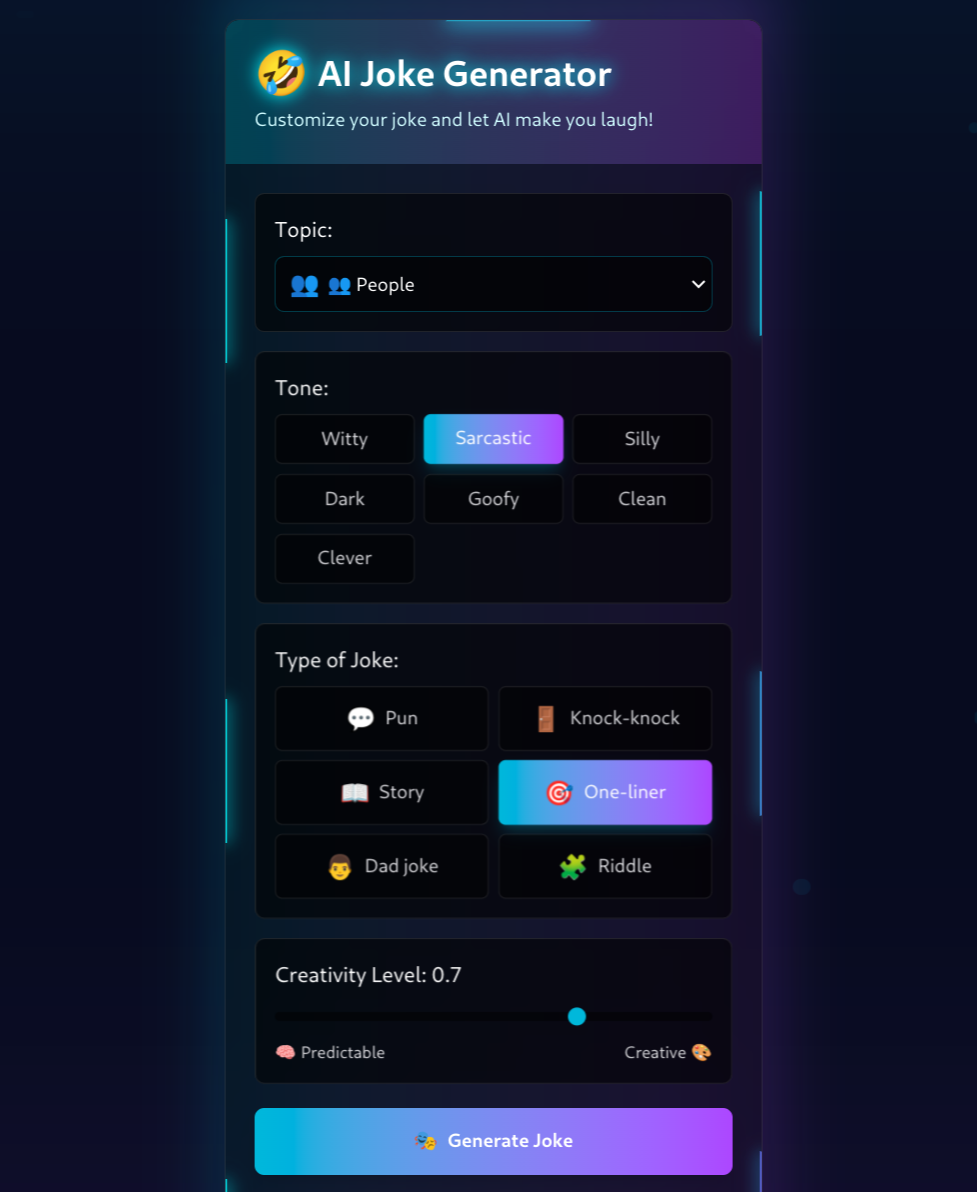 🤣 AI Joke Generator
Customize your joke and let AI make you laugh!
Topic:
👥 👥 People
Tone:
Witty Sarcastic Silly
Dark Goofy Clean
Clever
Type of Joke:
💬 Pun 🚪 Knock-knock
📖 Story 🎯 One-liner
👨 Dad joke 🧩 Riddle
Creativity Level: 0.7
🧠 Predictable Creative 🎨
🎭 Generate Joke